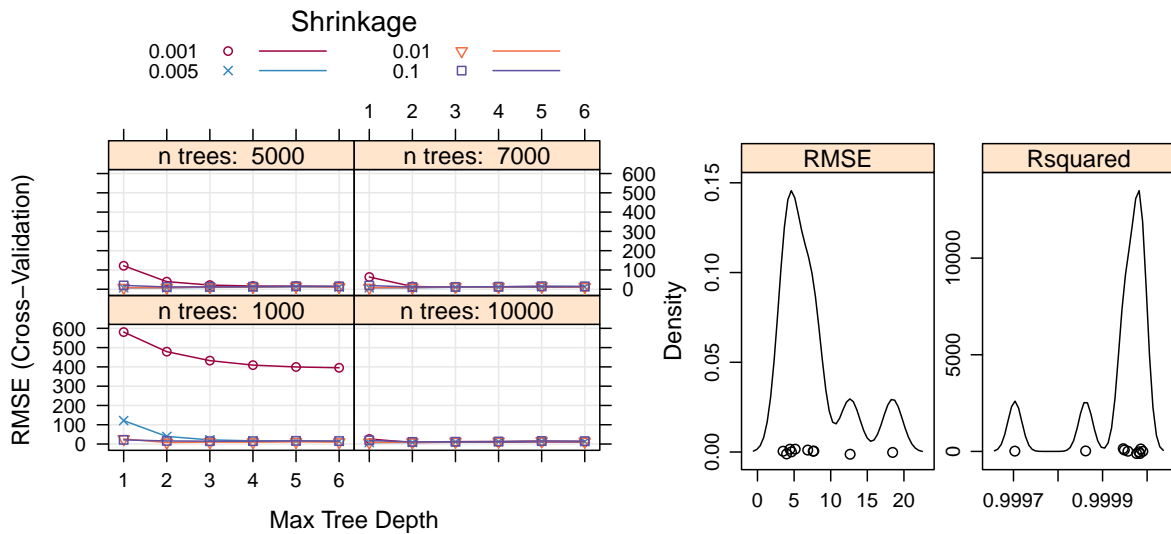 Shrinkage
0.001 0.01
0.005 0.1
1 2 3 4 5 6
n trees: 5000 n trees: 7000
RMSE RSquared
600
500
400
300
200
100
0
n trees: 1000 n trees: 10000
600
500
400
300
200
100
0
1 2 3 4 5 6
Max Tree Depth
RMSE (Cross−Validation)
Density
0.15
0.10
0.05
0.00
0 5 10 15 20
10000
5000
0
0.9997 0.9999